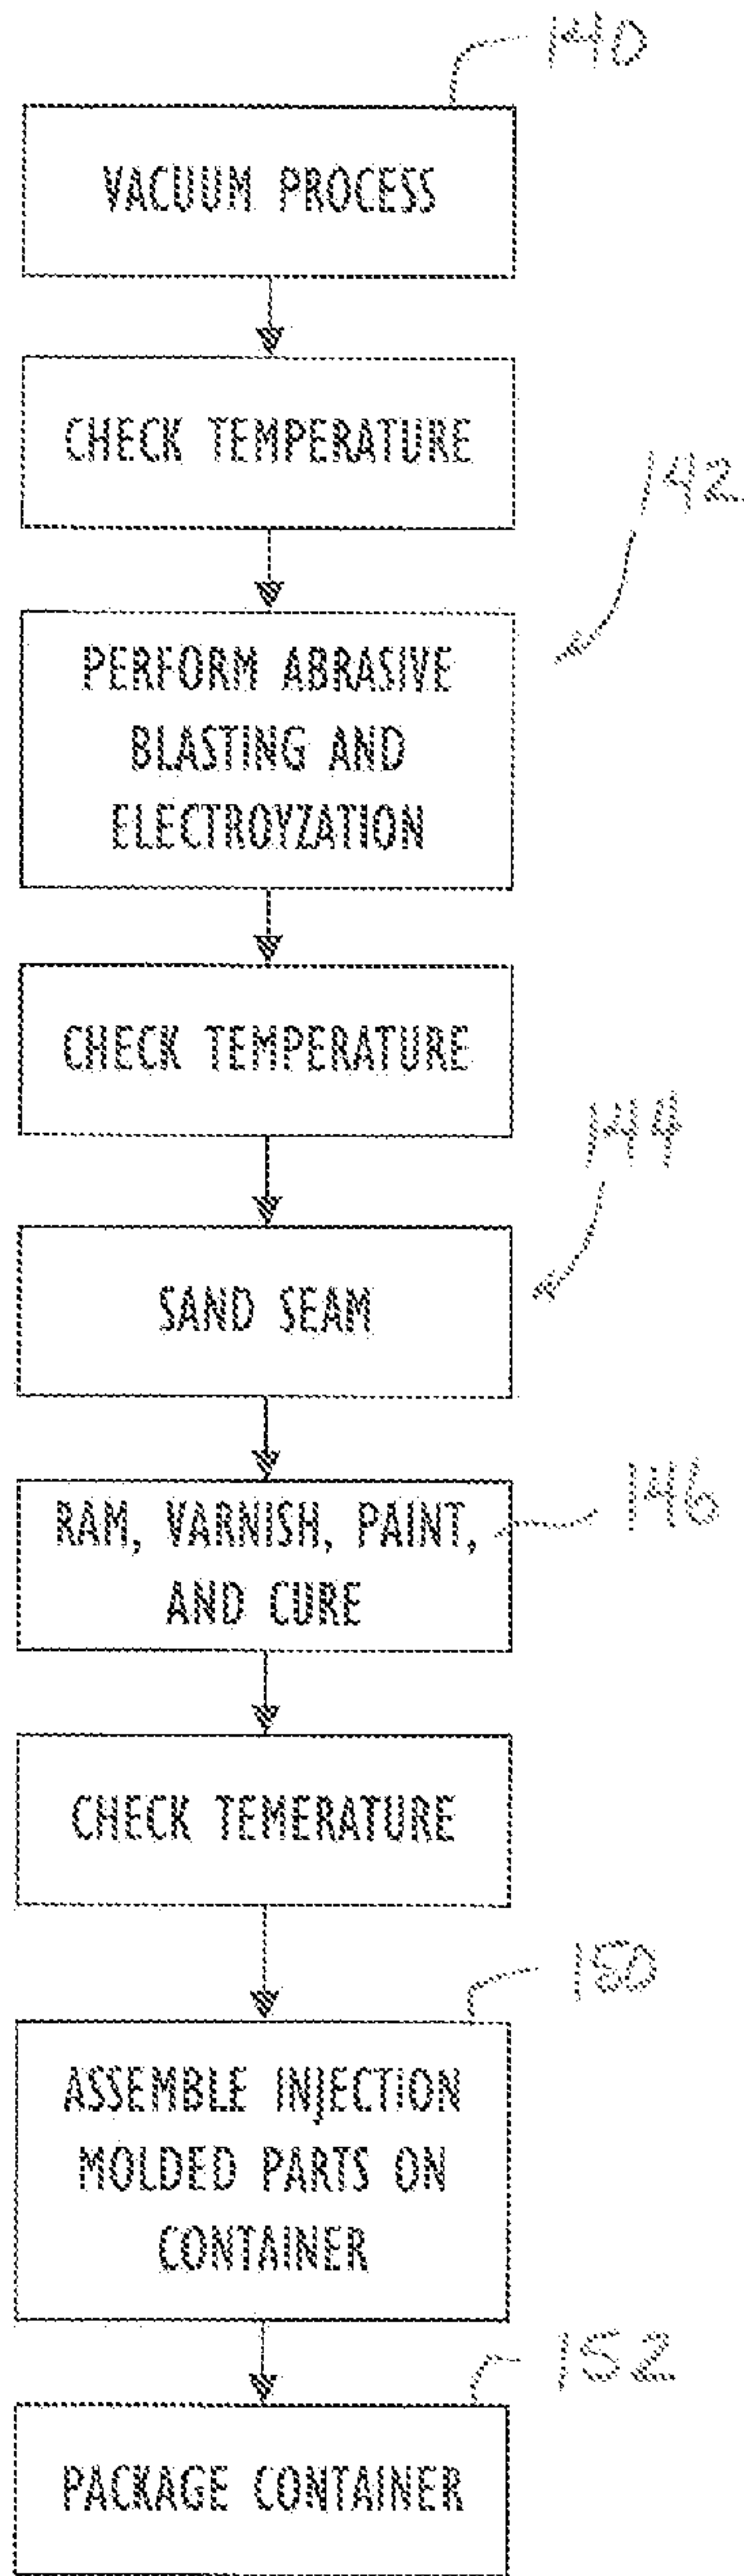 140
VACUUM PROCESS
CHECK TEMPERATURE
142
PERFORM ABRASIVE
BLASTING AND
ELECTROYZATION
CHECK TEMPERATURE
144
SAND SEAM
RAM, VARNISH, PAINT,
AND CURE
146
CHECK TEMERATURE
150
ASSEMBLE INJECTION
MOLDED PARTS ON
CONTAINER
152
PACKAGE CONTAINER